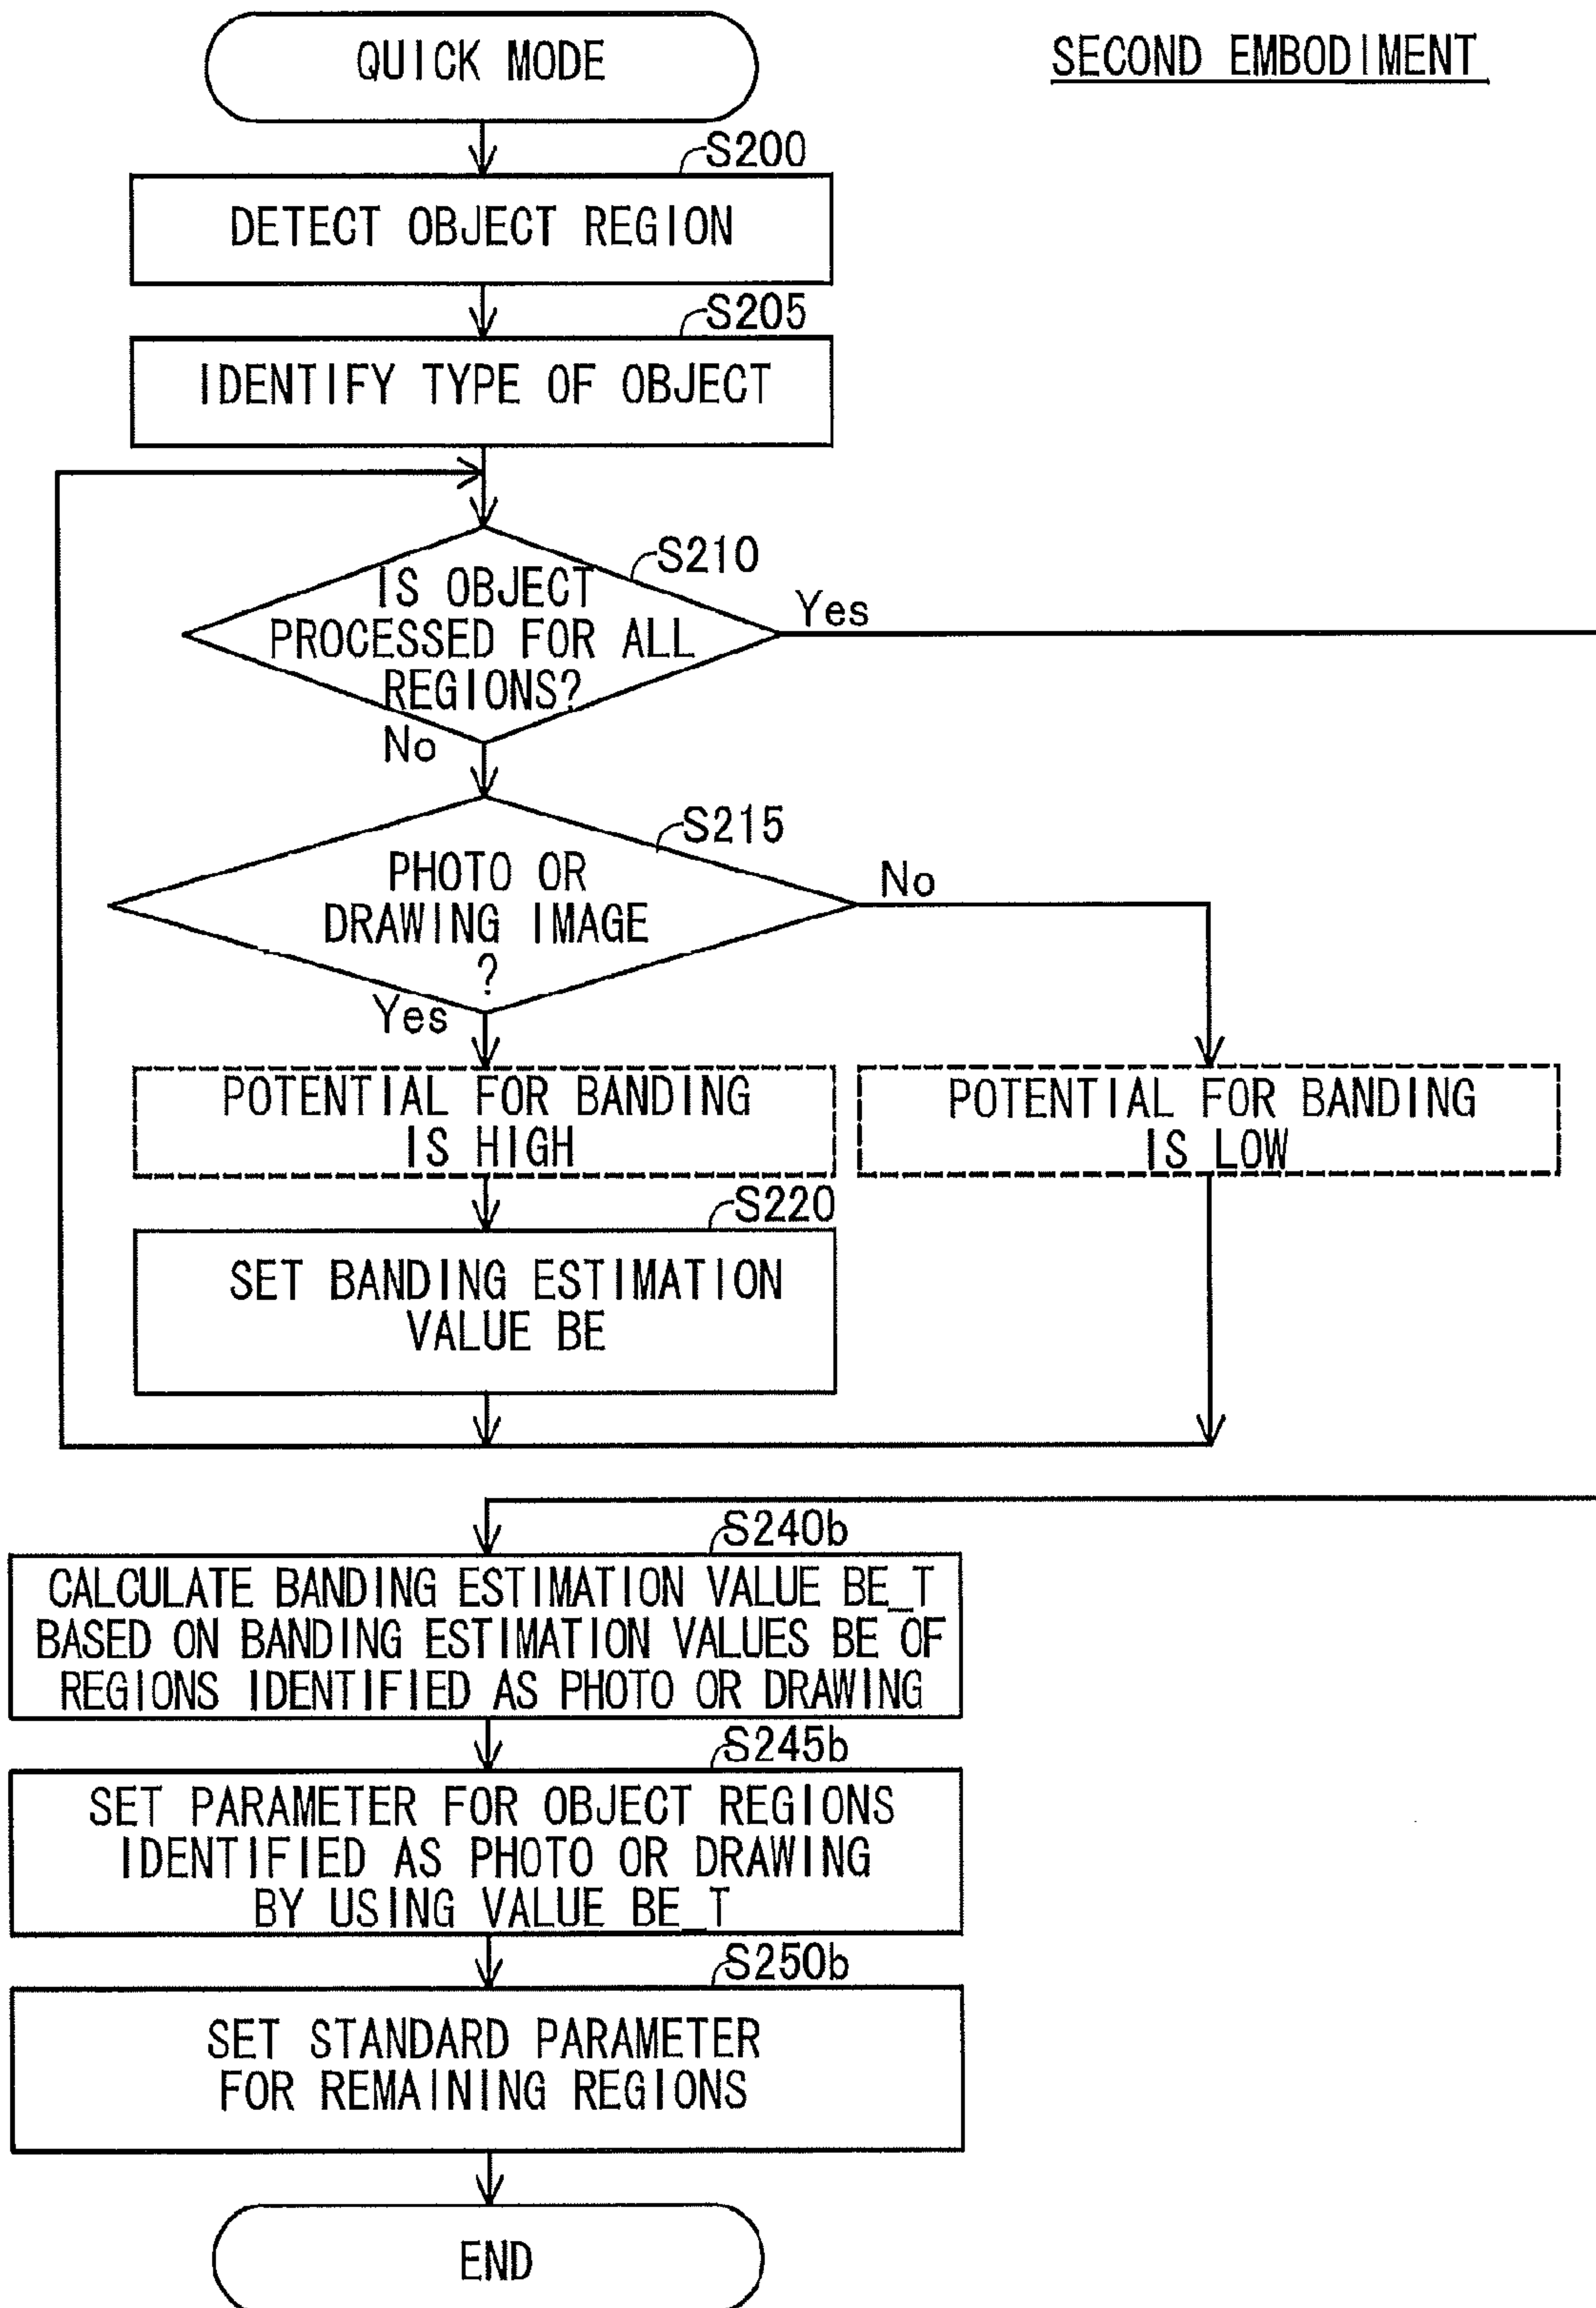 QUICK MODE
SECOND EMBODIMENT
S200
DETECT OBJECT REGION
S205
IDENTIFY TYPE OF OBJECT
S210
IS OBJECT
PROCESSED FOR ALL
REGIONS?
Yes
No
S215
PHOTO OR
DRAWING IMAGE
?
No
Yes
POTENTIAL FOR BANDING
IS HIGH
POTENTIAL FOR BANDING
IS LOW
S220
SET BANDING ESTIMATION
VALUE BE
S240b
CALCULATE BANDING ESTIMATION VALUE BE_T
BASED ON BANDING ESTIMATION VALUES BE OF
REGIONS IDENTIFIED AS PHOTO OR DRAWING
S245b
SET PARAMETER FOR OBJECT REGIONS
IDENTIFIED AS PHOTO OR DRAWING
BY USING VALUE BE_T
S250b
SET STANDARD PARAMETER
FOR REMAINING REGIONS
END